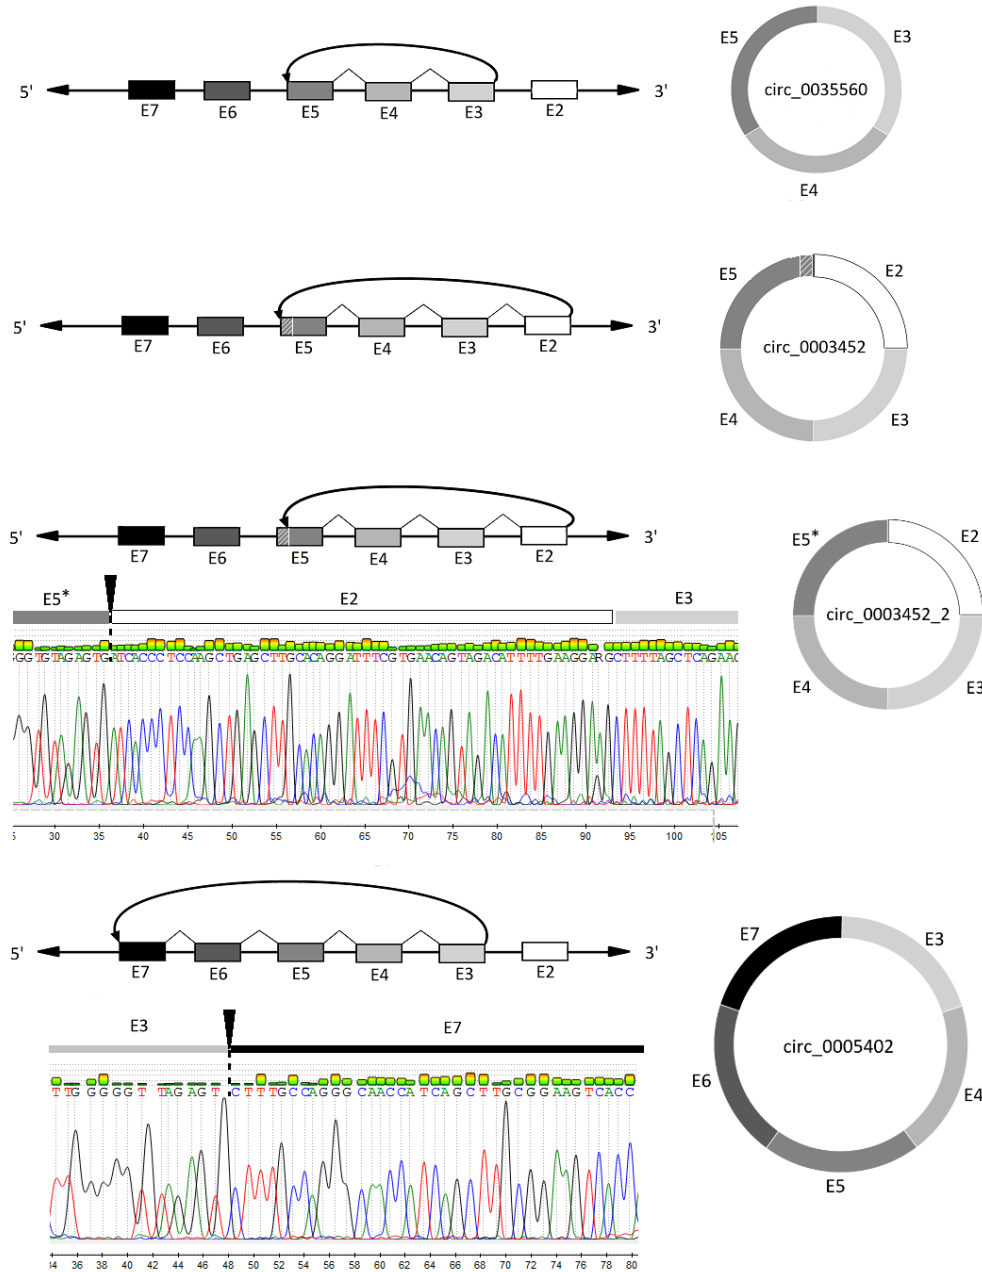 E5
E3
circ_0035560
E4
5'
3'
E7
E6
E5
E4
E3
E2
E5
E2
circ_0003452
E4
E3
5'
3'
E7
E6
E5
E4
E3
E2
5'
3'
E7
E6
E5
E4
E3
E2
E5*
E2
circ_0003452_2
E4
E3
E5*
E2
E3
GGTGTAGAGTGATCACCCTCCAAGCTGAGCTTGCACAGGATTTCGTGAACAGTAGACATTTTGAAGGARGCTTTTAGCTCAGAAC
30 35 40 45 50 55 60 65 70 75 80 85 90 95 100 105
5'
3'
E7
E6
E5
E4
E3
E2
E7
E3
circ_0005402
E6
E4
E5
E3
E7
TTGGGGGTTAGAGTCTTTGCCAGGGCAACCATCAGCTTGCGGAAGTCACC
34 36 38 40 42 44 46 48 50 52 54 56 58 60 62 64 66 68 70 72 74 76 78 80